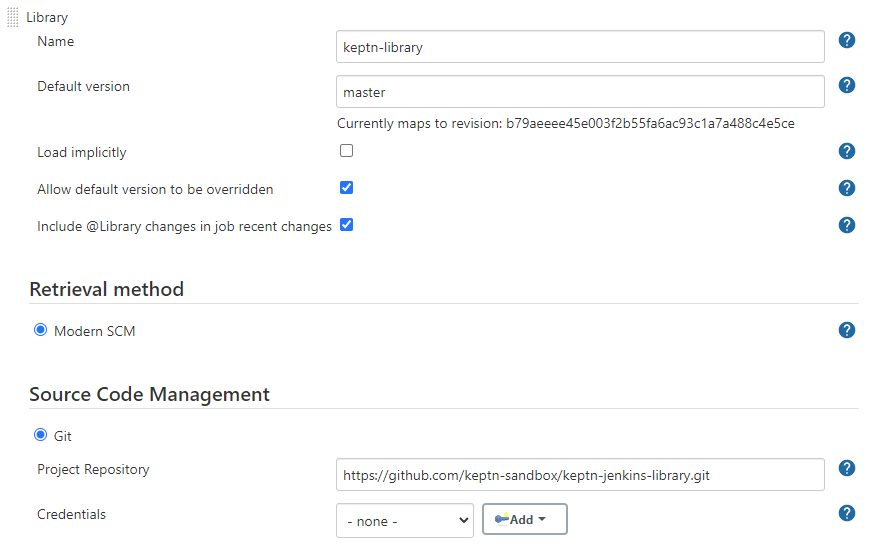 Library
Name
keptn-library
Default version
master
Currently maps to revision: b79aeeee45e003f2b55fa6ac93c1a7a488c4e5ce
Load implicitly
Allow default version to be overridden
Include @Library changes in job recent changes
Retrieval method
Modern SCM
Source Code Management
Git
Project Repository
https://github.com/keptn-sandbox/keptn-jenkins-library.git
Credentials
- none -
Add